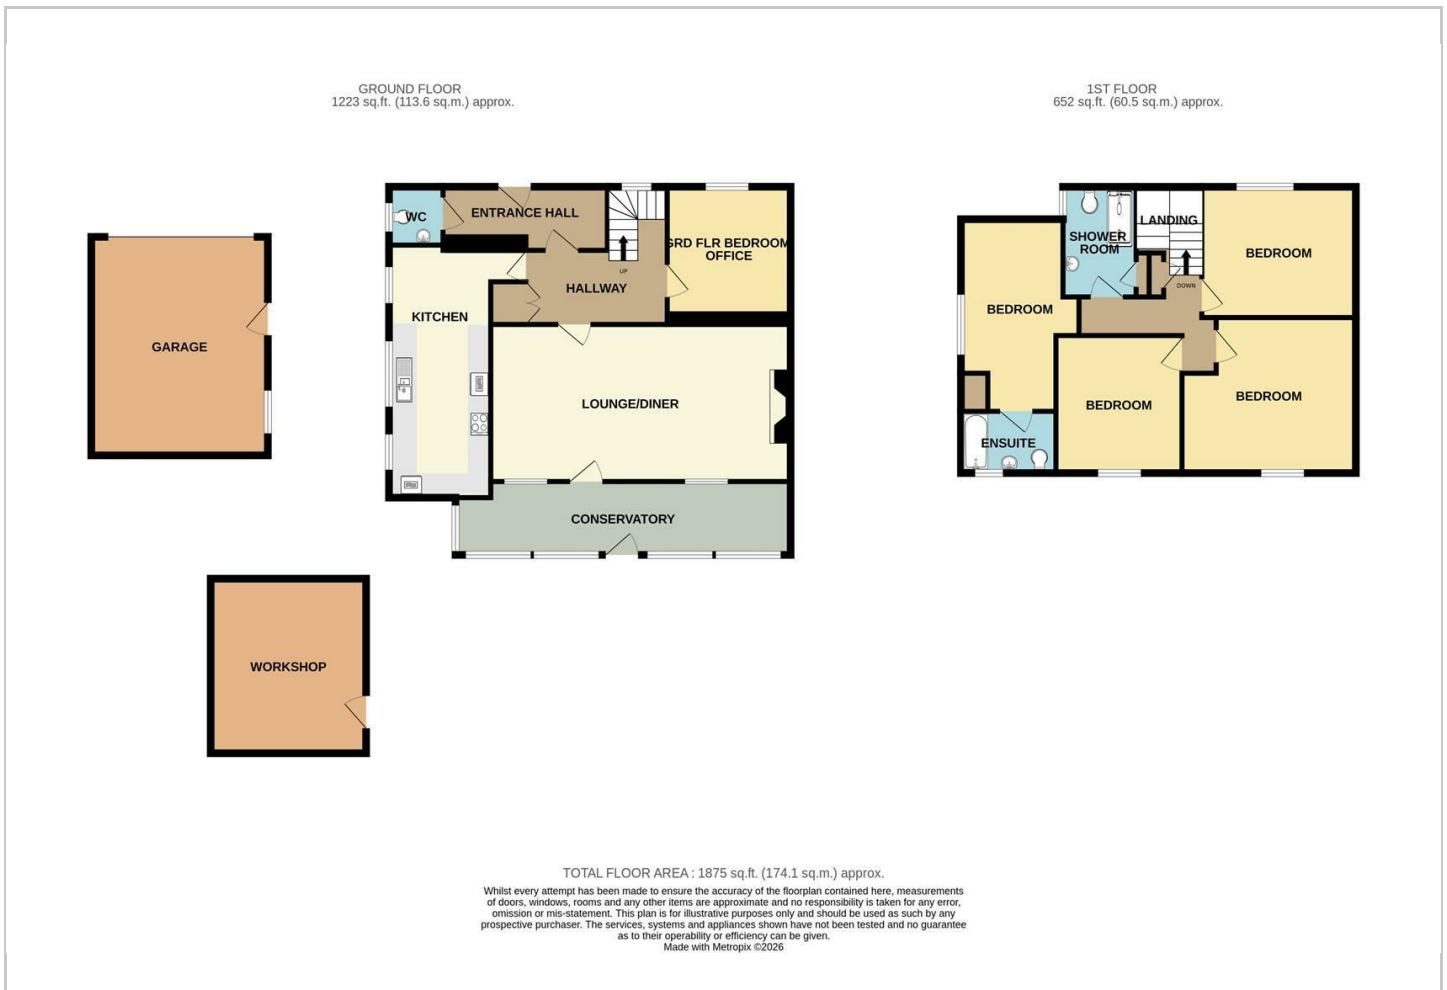 GROUND FLOOR
1223 sq.ft. (113.6 sq.m.) approx.
1ST FLOOR
652 sq.ft. (60.5 sq.m.) approx.
WC
ENTRANCE HALL
GRD FLR BEDROOM
OFFICE
UP
HALLWAY
KITCHEN
LOUNGE/DINER
CONSERVATORY
GARAGE
WORKSHOP
LANDING
SHOWER
ROOM
BEDROOM
DOWN
BEDROOM
BEDROOM
BEDROOM
ENSUITE
TOTAL FLOOR AREA : 1875 sq.ft. (174.1 sq.m.) approx.
Whilst every attempt has been made to ensure the accuracy of the floorplan contained here, measurements
of doors, windows, rooms and any other items are approximate and no responsibility is taken for any error,
omission or mis-statement. This plan is for illustrative purposes only and should be used as such by any
prospective purchaser. The services, systems and appliances shown have not been tested and no guarantee
as to their operability or efficiency can be given.
Made with Metropix ©2026